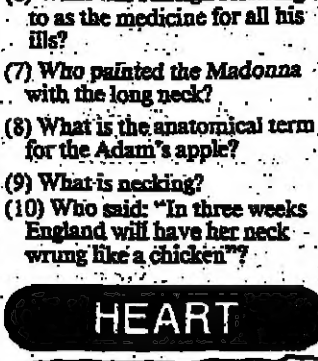 to as the medicine for all his
ills?
(7) Who painted the Madonna
with the long neck?
(8) What is the anatomical term
for the Adam's apple?
(9) What is necking?
(10) Who said: "In three weeks
England will have her neck
wrung like a chicken"?
HEART